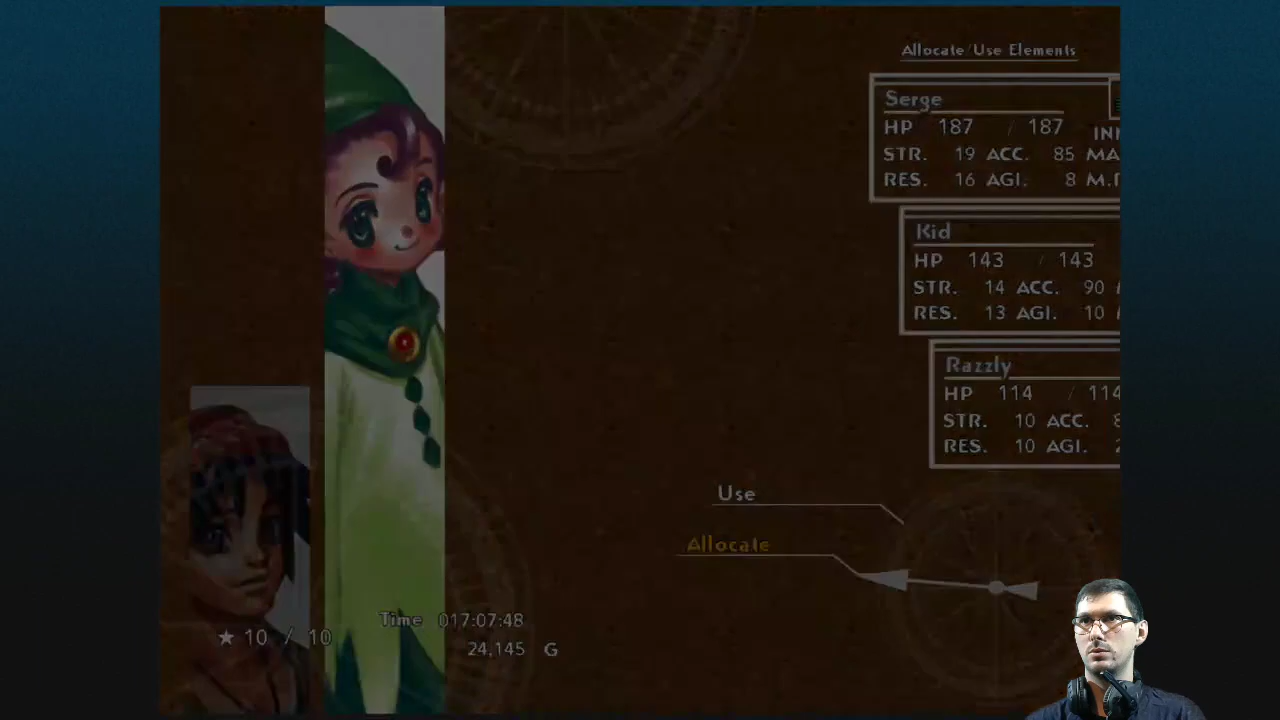 Allocate/Use Elements
Serge
HP 187 / 187
STR. 19 ACC. 85
RES. 16 AGI. 8
Kid
HP 143 / 143
STR. 14 ACC. 90
RES. 13 AGI. 10
Razzly
HP 114 / 114
STR. 10 ACC.
RES. 10 AGI.
Use
Allocate
Time 017:07:48
★ 10 / 10
24,145 G